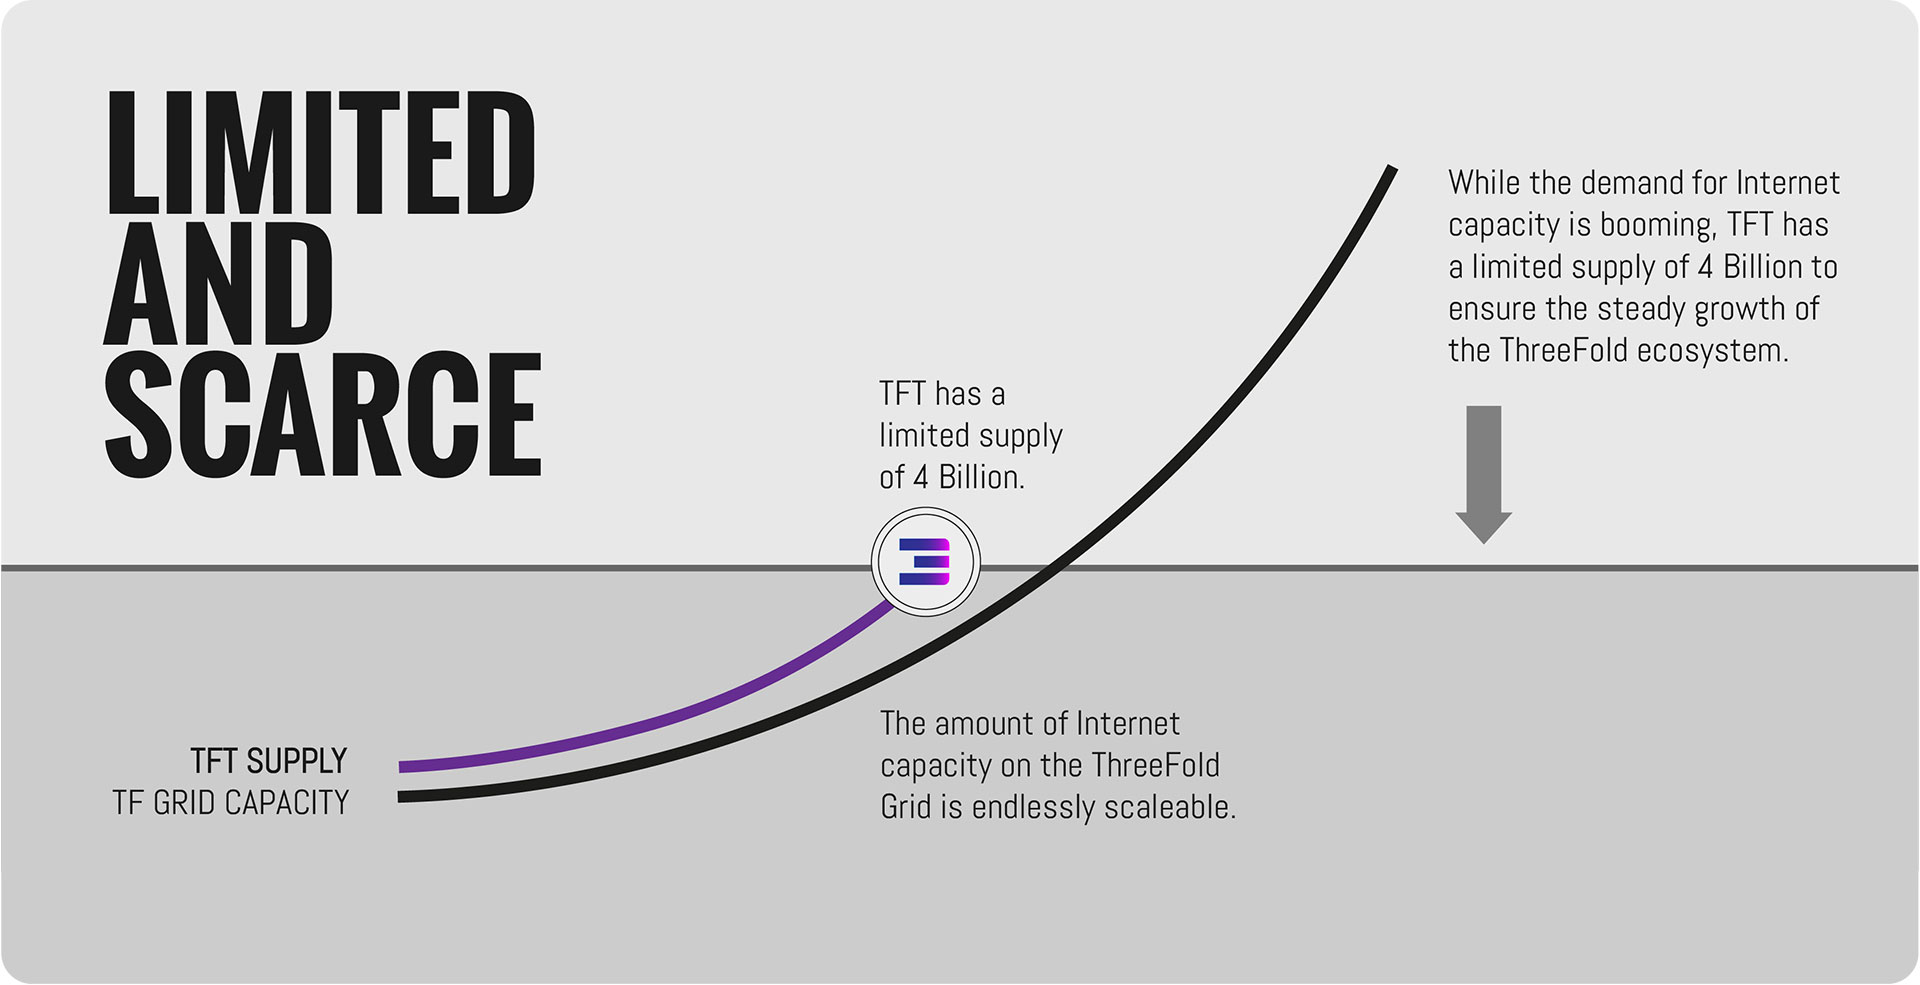 LIMITED
AND
SCARCE
While the demand for Internet
capacity is booming, TFT has
a limited supply of 4 Billion to
ensure the steady growth of
the ThreeFold ecosystem.
TFT has a
limited supply
of 4 Billion.
The amount of Internet
capacity on the ThreeFold
Grid is endlessly scaleable.
TFT SUPPLY
TF GRID CAPACITY